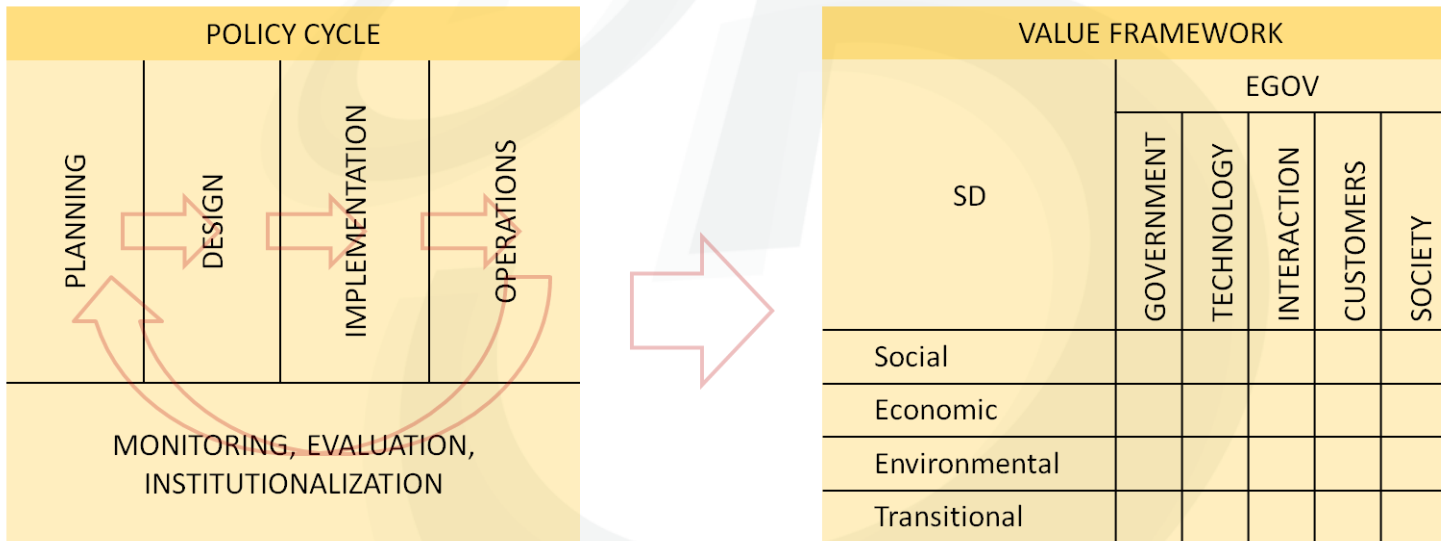 POLICY CYCLE
PLANNING
DESIGN
IMPLEMENTATION
OPERATIONS
MONITORING, EVALUATION,
INSTITUTIONALIZATION
VALUE FRAMEWORK
SD
EGOV
GOVERNMENT
TECHNOLOGY
INTERACTION
CUSTOMERS
SOCIETY
Social
Economic
Environmental
Transitional